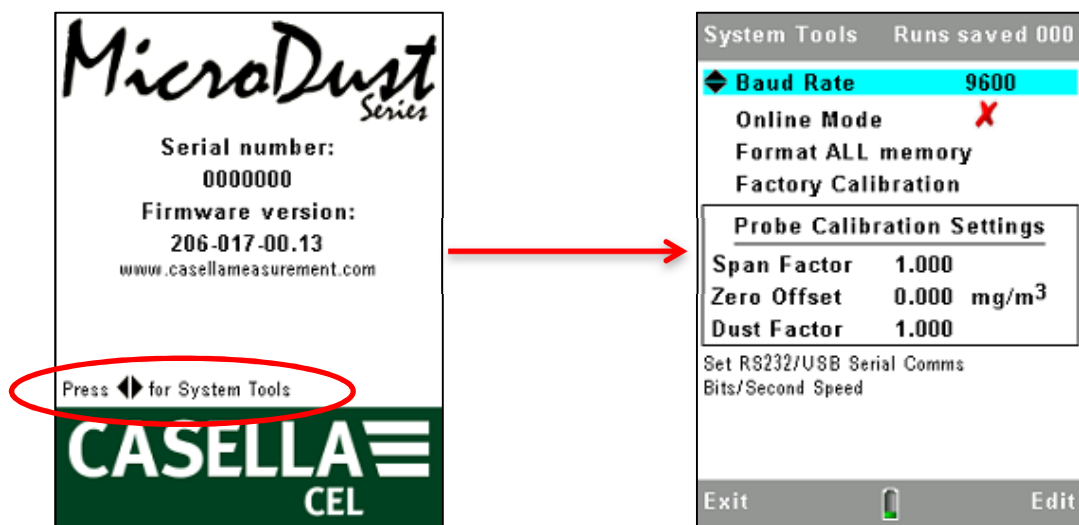 MicroDust
Series
Serial number:
0000000
Firmware version:
206-017-00.13
www.casellameasurement.com
Press ◀▶ for System Tools
CASELLA
CEL
System Tools Runs saved 000
Baud Rate 9600
Online Mode ✗
Format ALL memory
Factory Calibration
Probe Calibration Settings
Span Factor 1.000
Zero Offset 0.000 mg/m³
Dust Factor 1.000
Set RS232/USB Serial Comms
Bits/Second Speed
Exit Edit